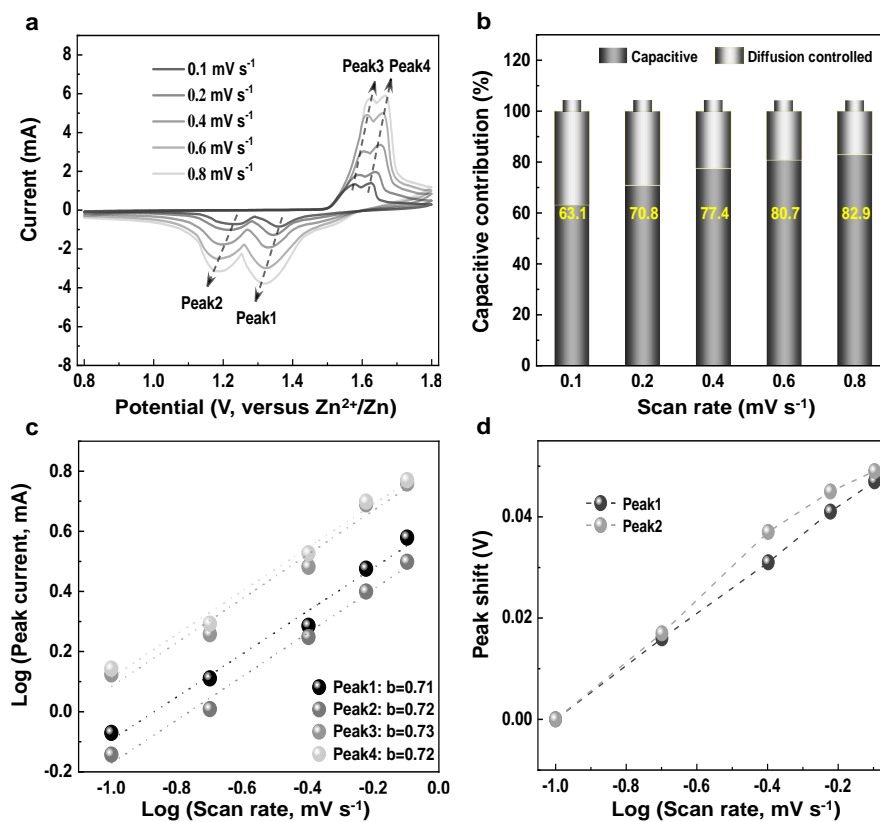 a
8
6
4
2
0
-2
-4
-6
-8
Current (mA)
0.1 mV s⁻¹
0.2 mV s⁻¹
0.4 mV s⁻¹
0.6 mV s⁻¹
0.8 mV s⁻¹
Peak3
Peak4
Peak2
Peak1
0.8
1.0
1.2
1.4
1.6
1.8
Potential (V, versus Zn²⁺/Zn)
b
120
100
80
60
40
20
0
Capacitive contribution (%)
Capacitive
Diffusion controlled
63.1
70.8
77.4
80.7
82.9
0.1
0.2
0.4
0.6
0.8
Scan rate (mV s⁻¹)
c
0.8
0.6
0.4
0.2
0.0
-0.2
Log (Peak current, mA)
Peak1: b=0.71
Peak2: b=0.72
Peak3: b=0.73
Peak4: b=0.72
-1.0
-0.8
-0.6
-0.4
-0.2
0.0
Log (Scan rate, mV s⁻¹)
d
0.04
0.02
0.00
Peak shift (V)
Peak1
Peak2
-1.0
-0.8
-0.6
-0.4
-0.2
Log (Scan rate, mV s⁻¹)